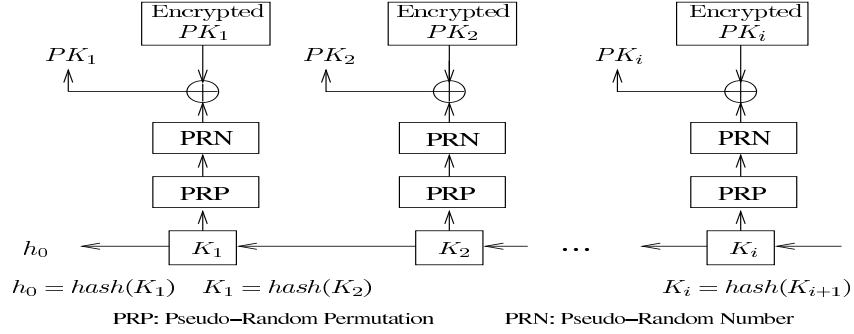 Encrypted Encrypted Encrypted
PK₁ PK₂ PKᵢ
PK₁ PK₂ PKᵢ
PRN PRN PRN
PRP PRP PRP
h₀ K₁ K₂ ... Kᵢ
h₀ = hash(K₁) K₁ = hash(K₂) Kᵢ = hash(Kᵢ₊₁)
PRP: Pseudo−Random Permutation PRN: Pseudo−Random Number